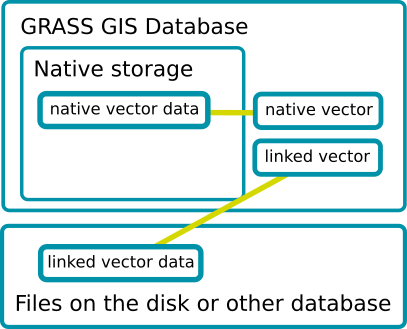 GRASS GIS Database
Native storage
native vector data
native vector
linked vector
linked vector data
Files on the disk or other database